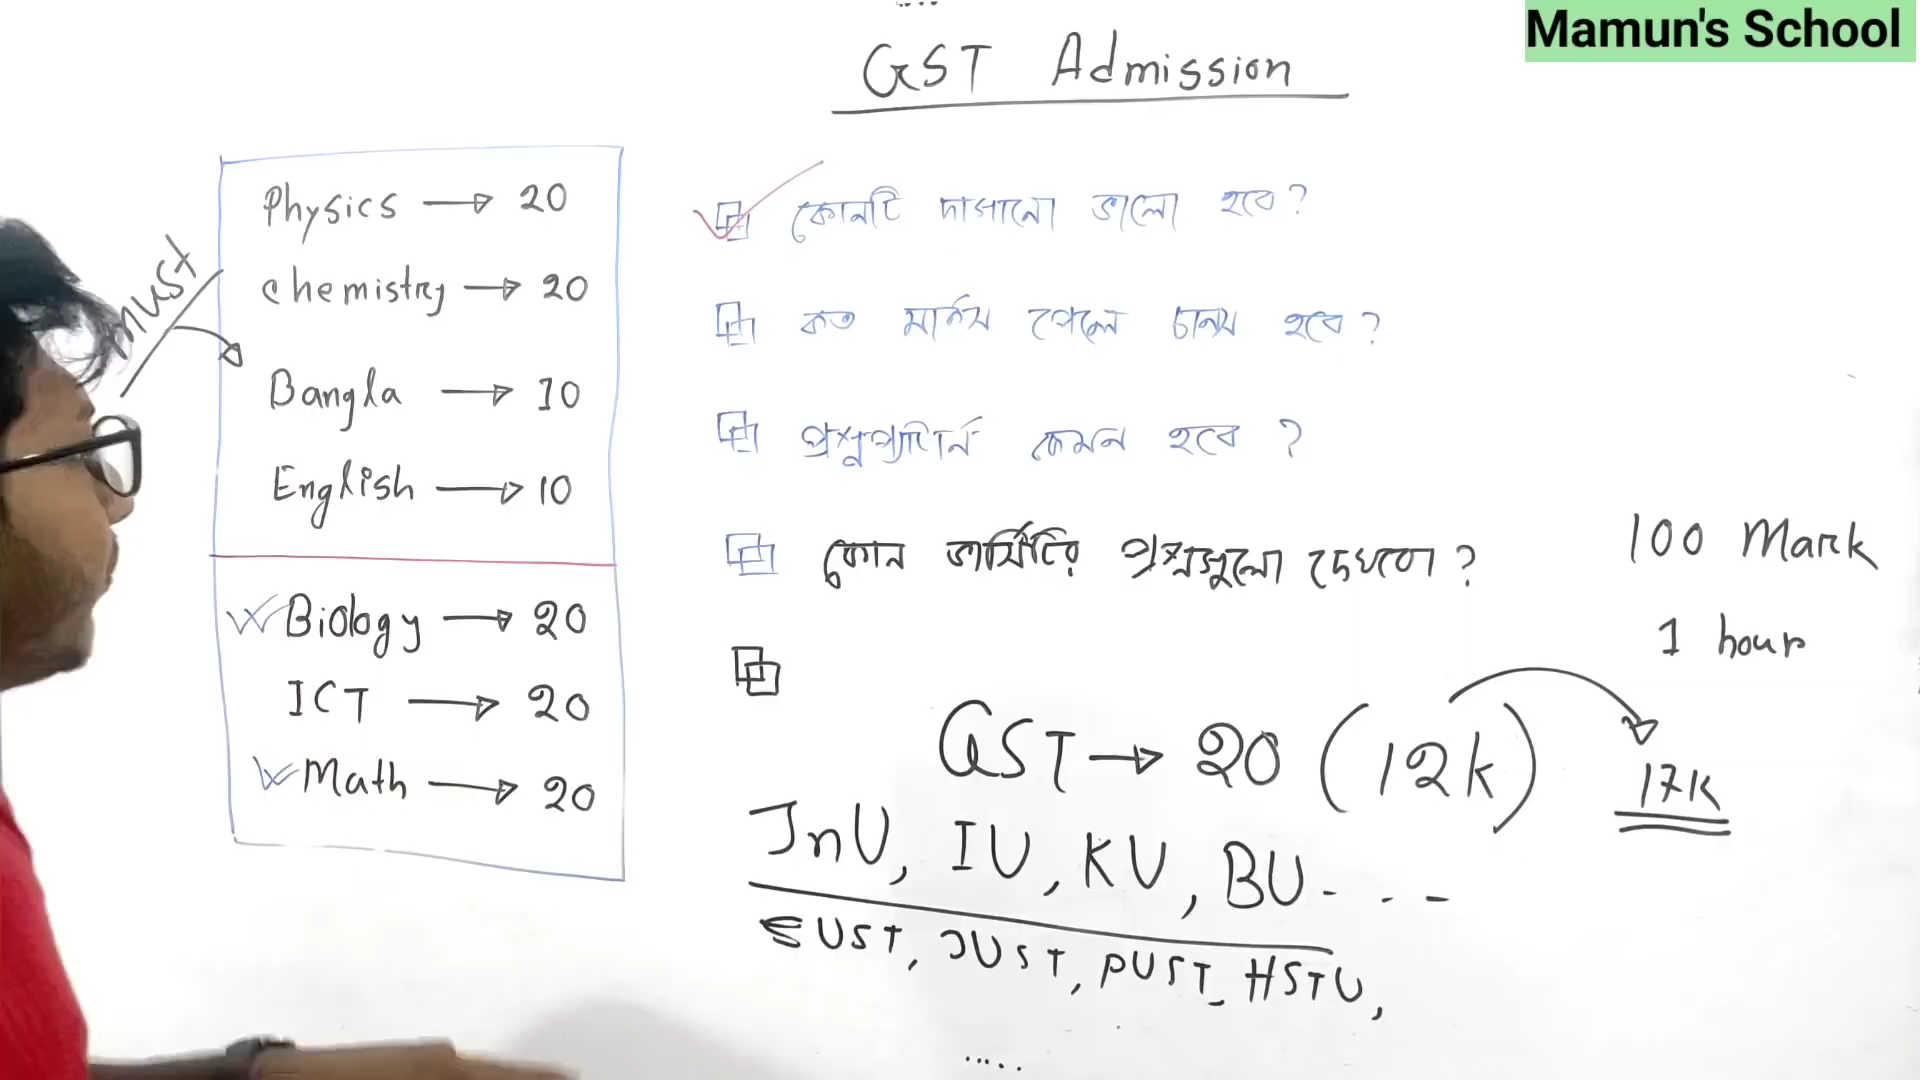 Mamun's School
GST Admission
Physics → 20
Chemistry → 20
must
Bangla → 10
English → 10
Biology → 20
ICT → 20
Math → 20
কোনটি দাগানো ভালো হবে?
কত মার্কস পেলে চান্স হবে?
প্রশ্নপ্যাটার্ন কেমন হবে?
কোন ভার্সিটির প্রশ্নগুলো দেখবো?
100 Mark
1 hour
GST → 20 (12k)
17K
JnU, IU, KU, BU - - -
SUST, JUST, PUST, HSTU,